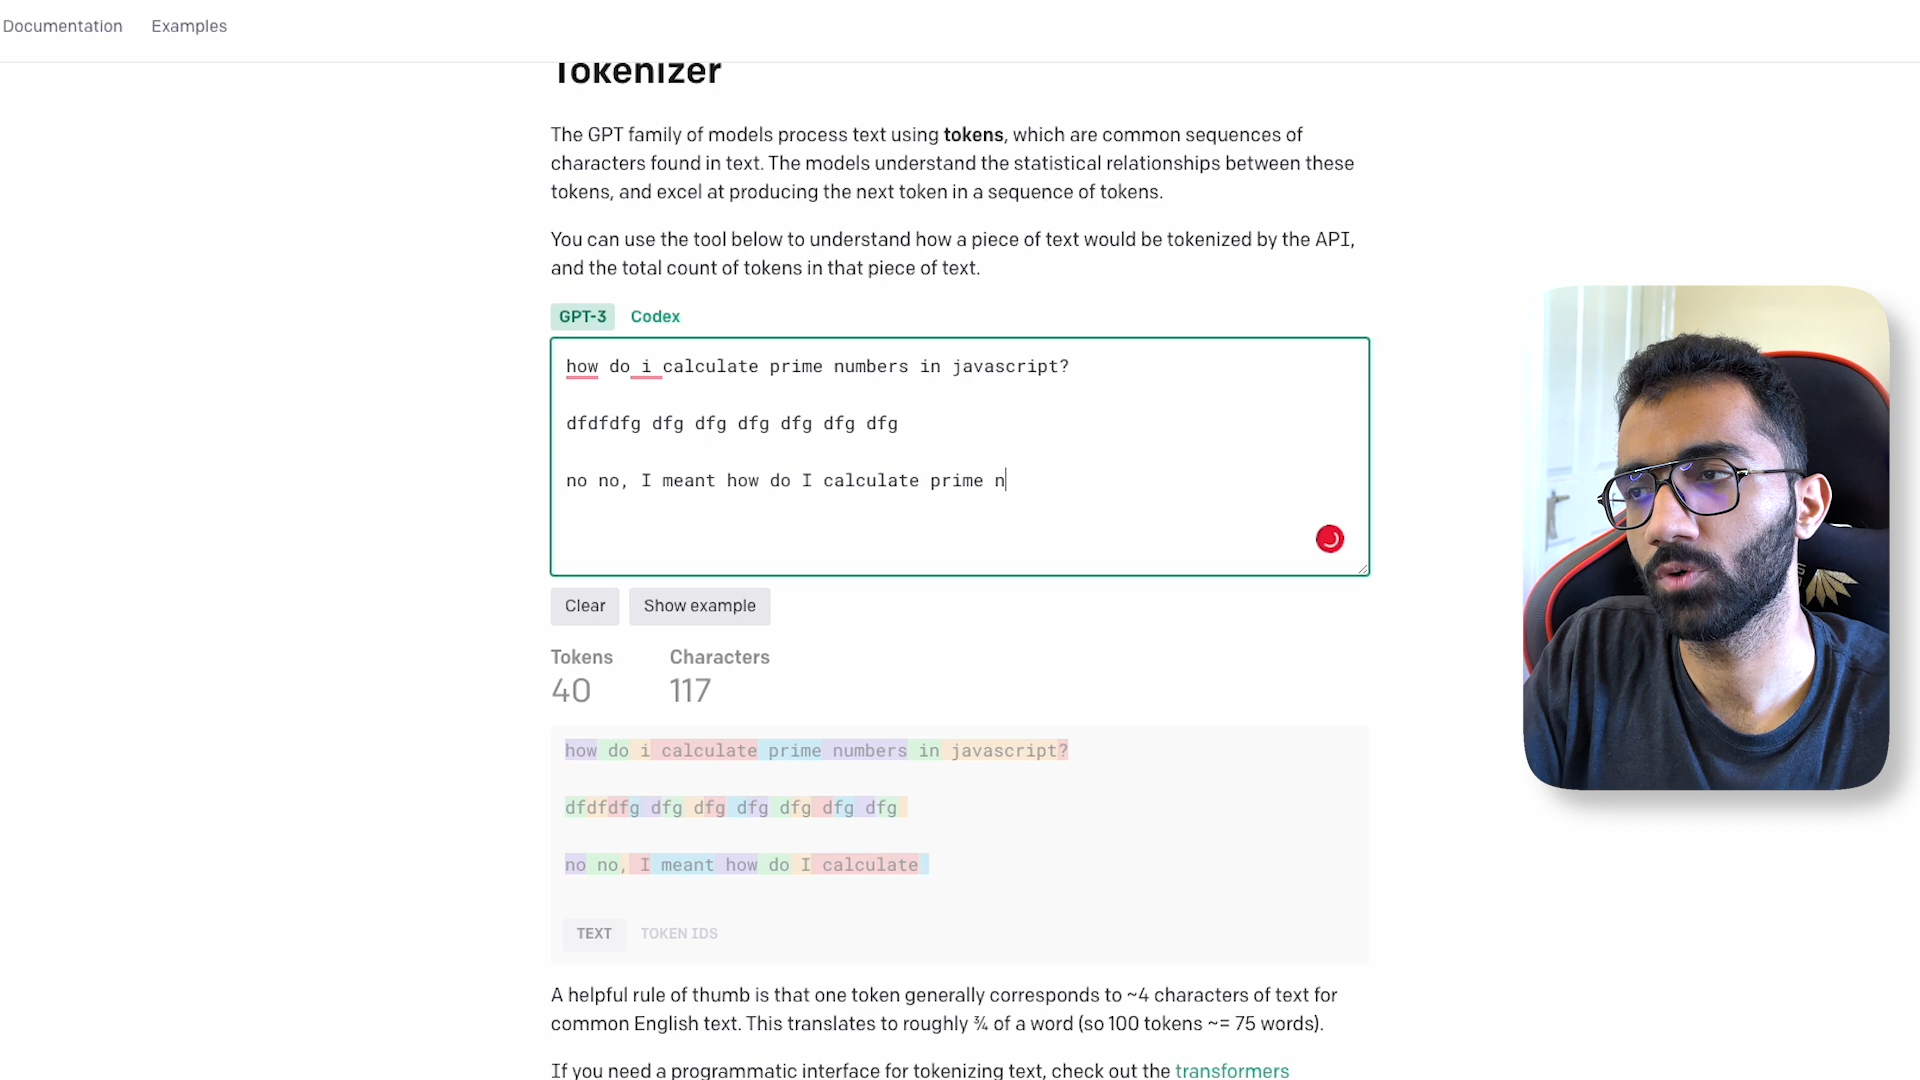 Documentation Examples
Tokenizer
The GPT family of models process text using tokens, which are common sequences of
characters found in text. The models understand the statistical relationships between these
tokens, and excel at producing the next token in a sequence of tokens.
You can use the tool below to understand how a piece of text would be tokenized by the API,
and the total count of tokens in that piece of text.
GPT-3 Codex
how do i calculate prime numbers in javascript?
dfdfdfg dfg dfg dfg dfg dfg dfg
no no, I meant how do I calculate prime n
Clear Show example
Tokens Characters
40 117
how do i calculate prime numbers in javascript?
dfdfdfg dfg dfg dfg dfg dfg dfg
no no, I meant how do I calculate
TEXT TOKEN IDS
A helpful rule of thumb is that one token generally corresponds to ~4 characters of text for
common English text. This translates to roughly ¾ of a word (so 100 tokens ~= 75 words).
If you need a programmatic interface for tokenizing text, check out the transformers